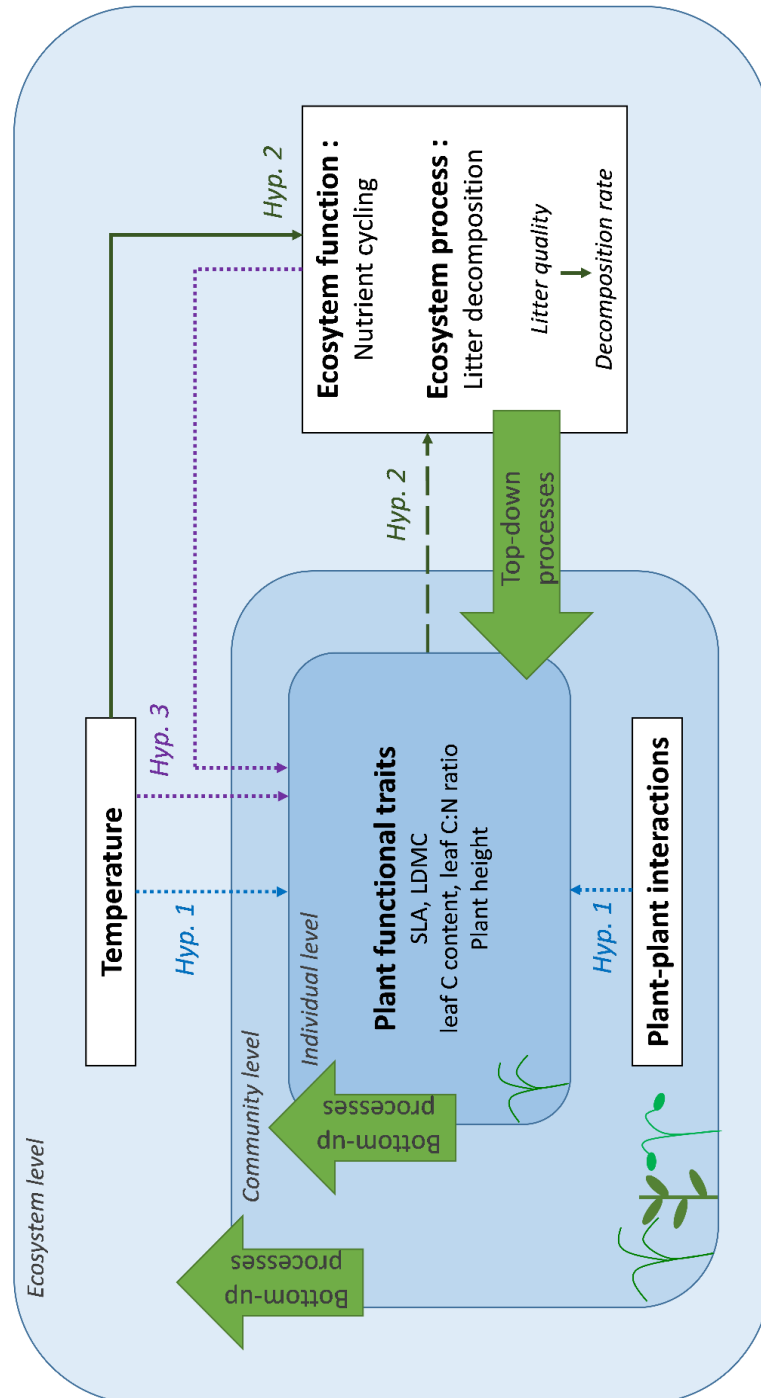 Ecosystem level
Community level
Individual level
Temperature
Hyp. 1
Hyp. 3
Hyp. 2
Plant functional traits
SLA, LDMC
leaf C content, leaf C:N ratio
Plant height
Hyp. 1
Plant-plant interactions
Hyp. 2
Ecosytem function :
Nutrient cycling
Ecosystem process :
Litter decomposition
Litter quality
Decomposition rate
Top-down
processes
Bottom-up
processes
Bottom-up
processes